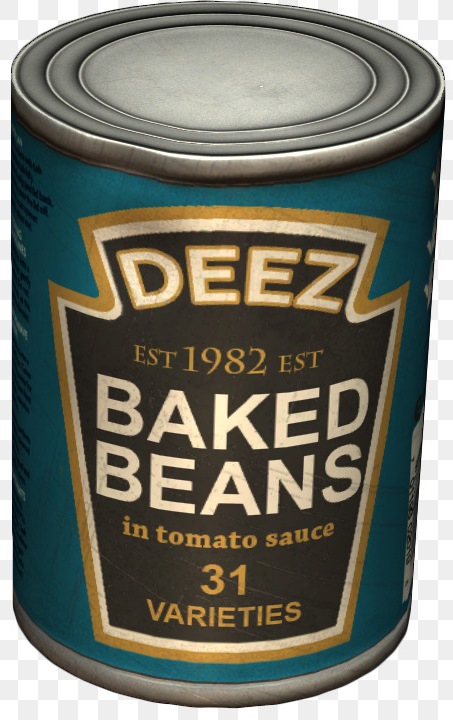 DEEZ
EST 1982 EST
BAKED
BEANS
in tomato sauce
31
VARIETIES